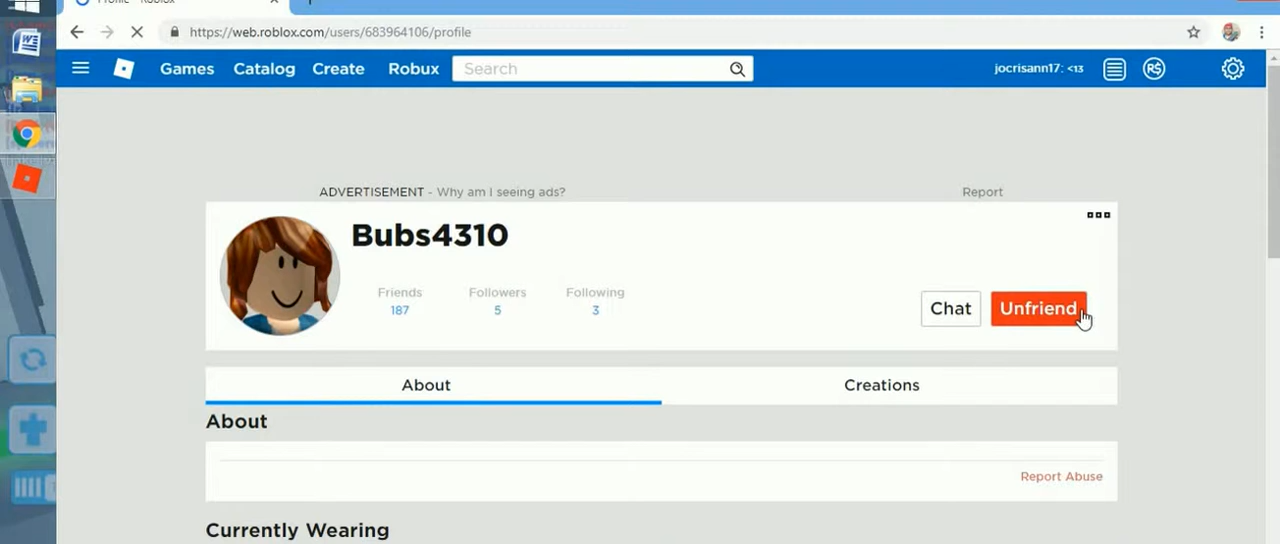 Profile - Roblox
https://web.roblox.com/users/683964106/profile
Games Catalog Create Robux Search jocrisann17: <13 R$
ADVERTISEMENT - Why am I seeing ads? Report
Bubs4310
Friends Followers Following
187 5 3
Chat Unfriend
About Creations
About
Report Abuse
Currently Wearing